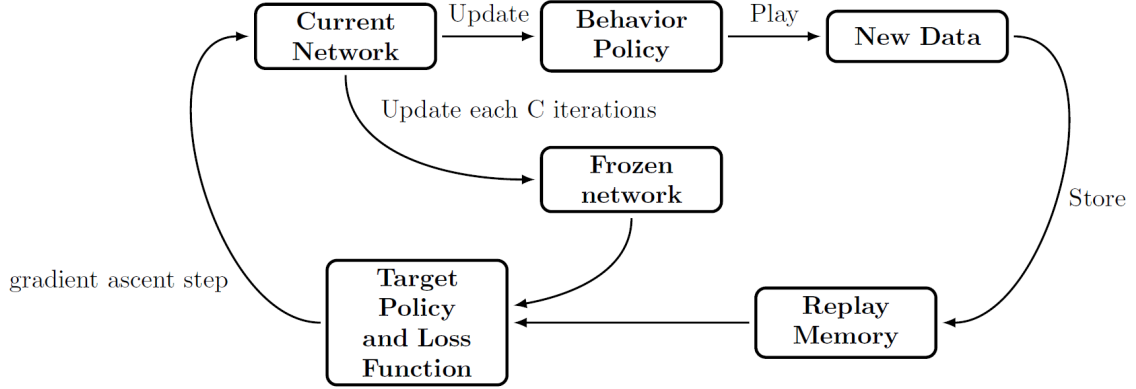 Current
Network
Update
Behavior
Policy
Play
New Data
Update each C iterations
Frozen
network
Store
gradient ascent step
Target
Policy
and Loss
Function
Replay
Memory